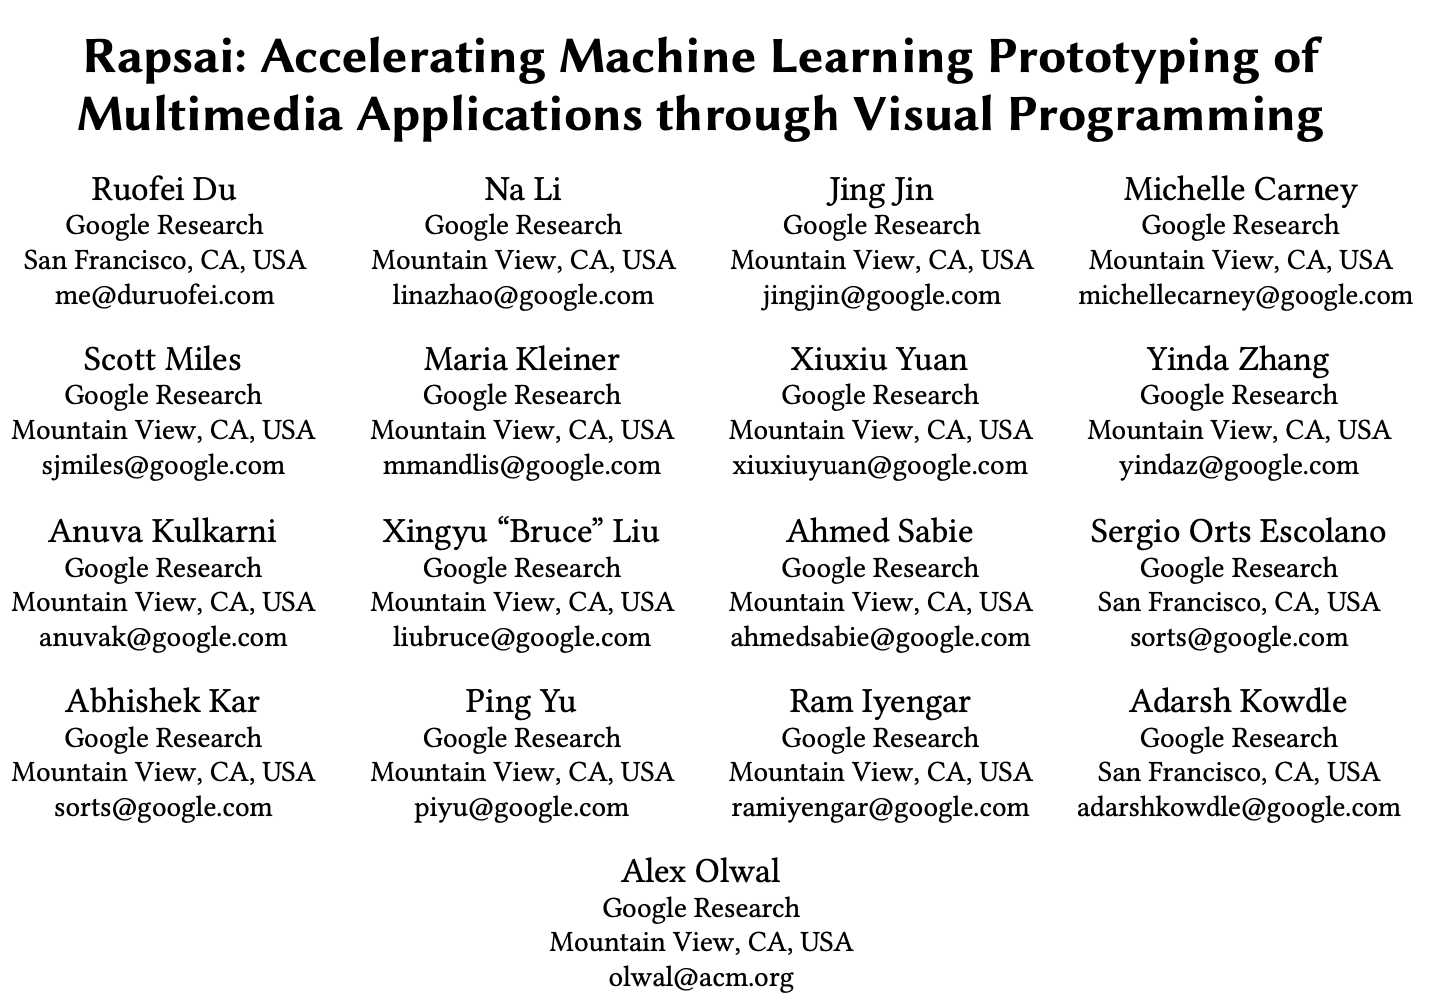 Rapsai: Accelerating Machine Learning Prototyping of
Multimedia Applications through Visual Programming
Ruofei Du
Google Research
San Francisco, CA, USA
me@duruofei.com
Na Li
Google Research
Mountain View, CA, USA
linazhao@google.com
Jing Jin
Google Research
Mountain View, CA, USA
jingjin@google.com
Michelle Carney
Google Research
Mountain View, CA, USA
michellecarney@google.com
Scott Miles
Google Research
Mountain View, CA, USA
sjmiles@google.com
Maria Kleiner
Google Research
Mountain View, CA, USA
mmandlis@google.com
Xiuxiu Yuan
Google Research
Mountain View, CA, USA
xiuxiuyuan@google.com
Yinda Zhang
Google Research
Mountain View, CA, USA
yindaz@google.com
Anuva Kulkarni
Google Research
Mountain View, CA, USA
anuvak@google.com
Xingyu “Bruce” Liu
Google Research
Mountain View, CA, USA
liubruce@google.com
Ahmed Sabie
Google Research
Mountain View, CA, USA
ahmedsabie@google.com
Sergio Orts Escolano
Google Research
San Francisco, CA, USA
sorts@google.com
Abhishek Kar
Google Research
Mountain View, CA, USA
sorts@google.com
Ping Yu
Google Research
Mountain View, CA, USA
piyu@google.com
Ram Iyengar
Google Research
Mountain View, CA, USA
ramiyengar@google.com
Adarsh Kowdle
Google Research
San Francisco, CA, USA
adarshkowdle@google.com
Alex Olwal
Google Research
Mountain View, CA, USA
olwal@acm.org